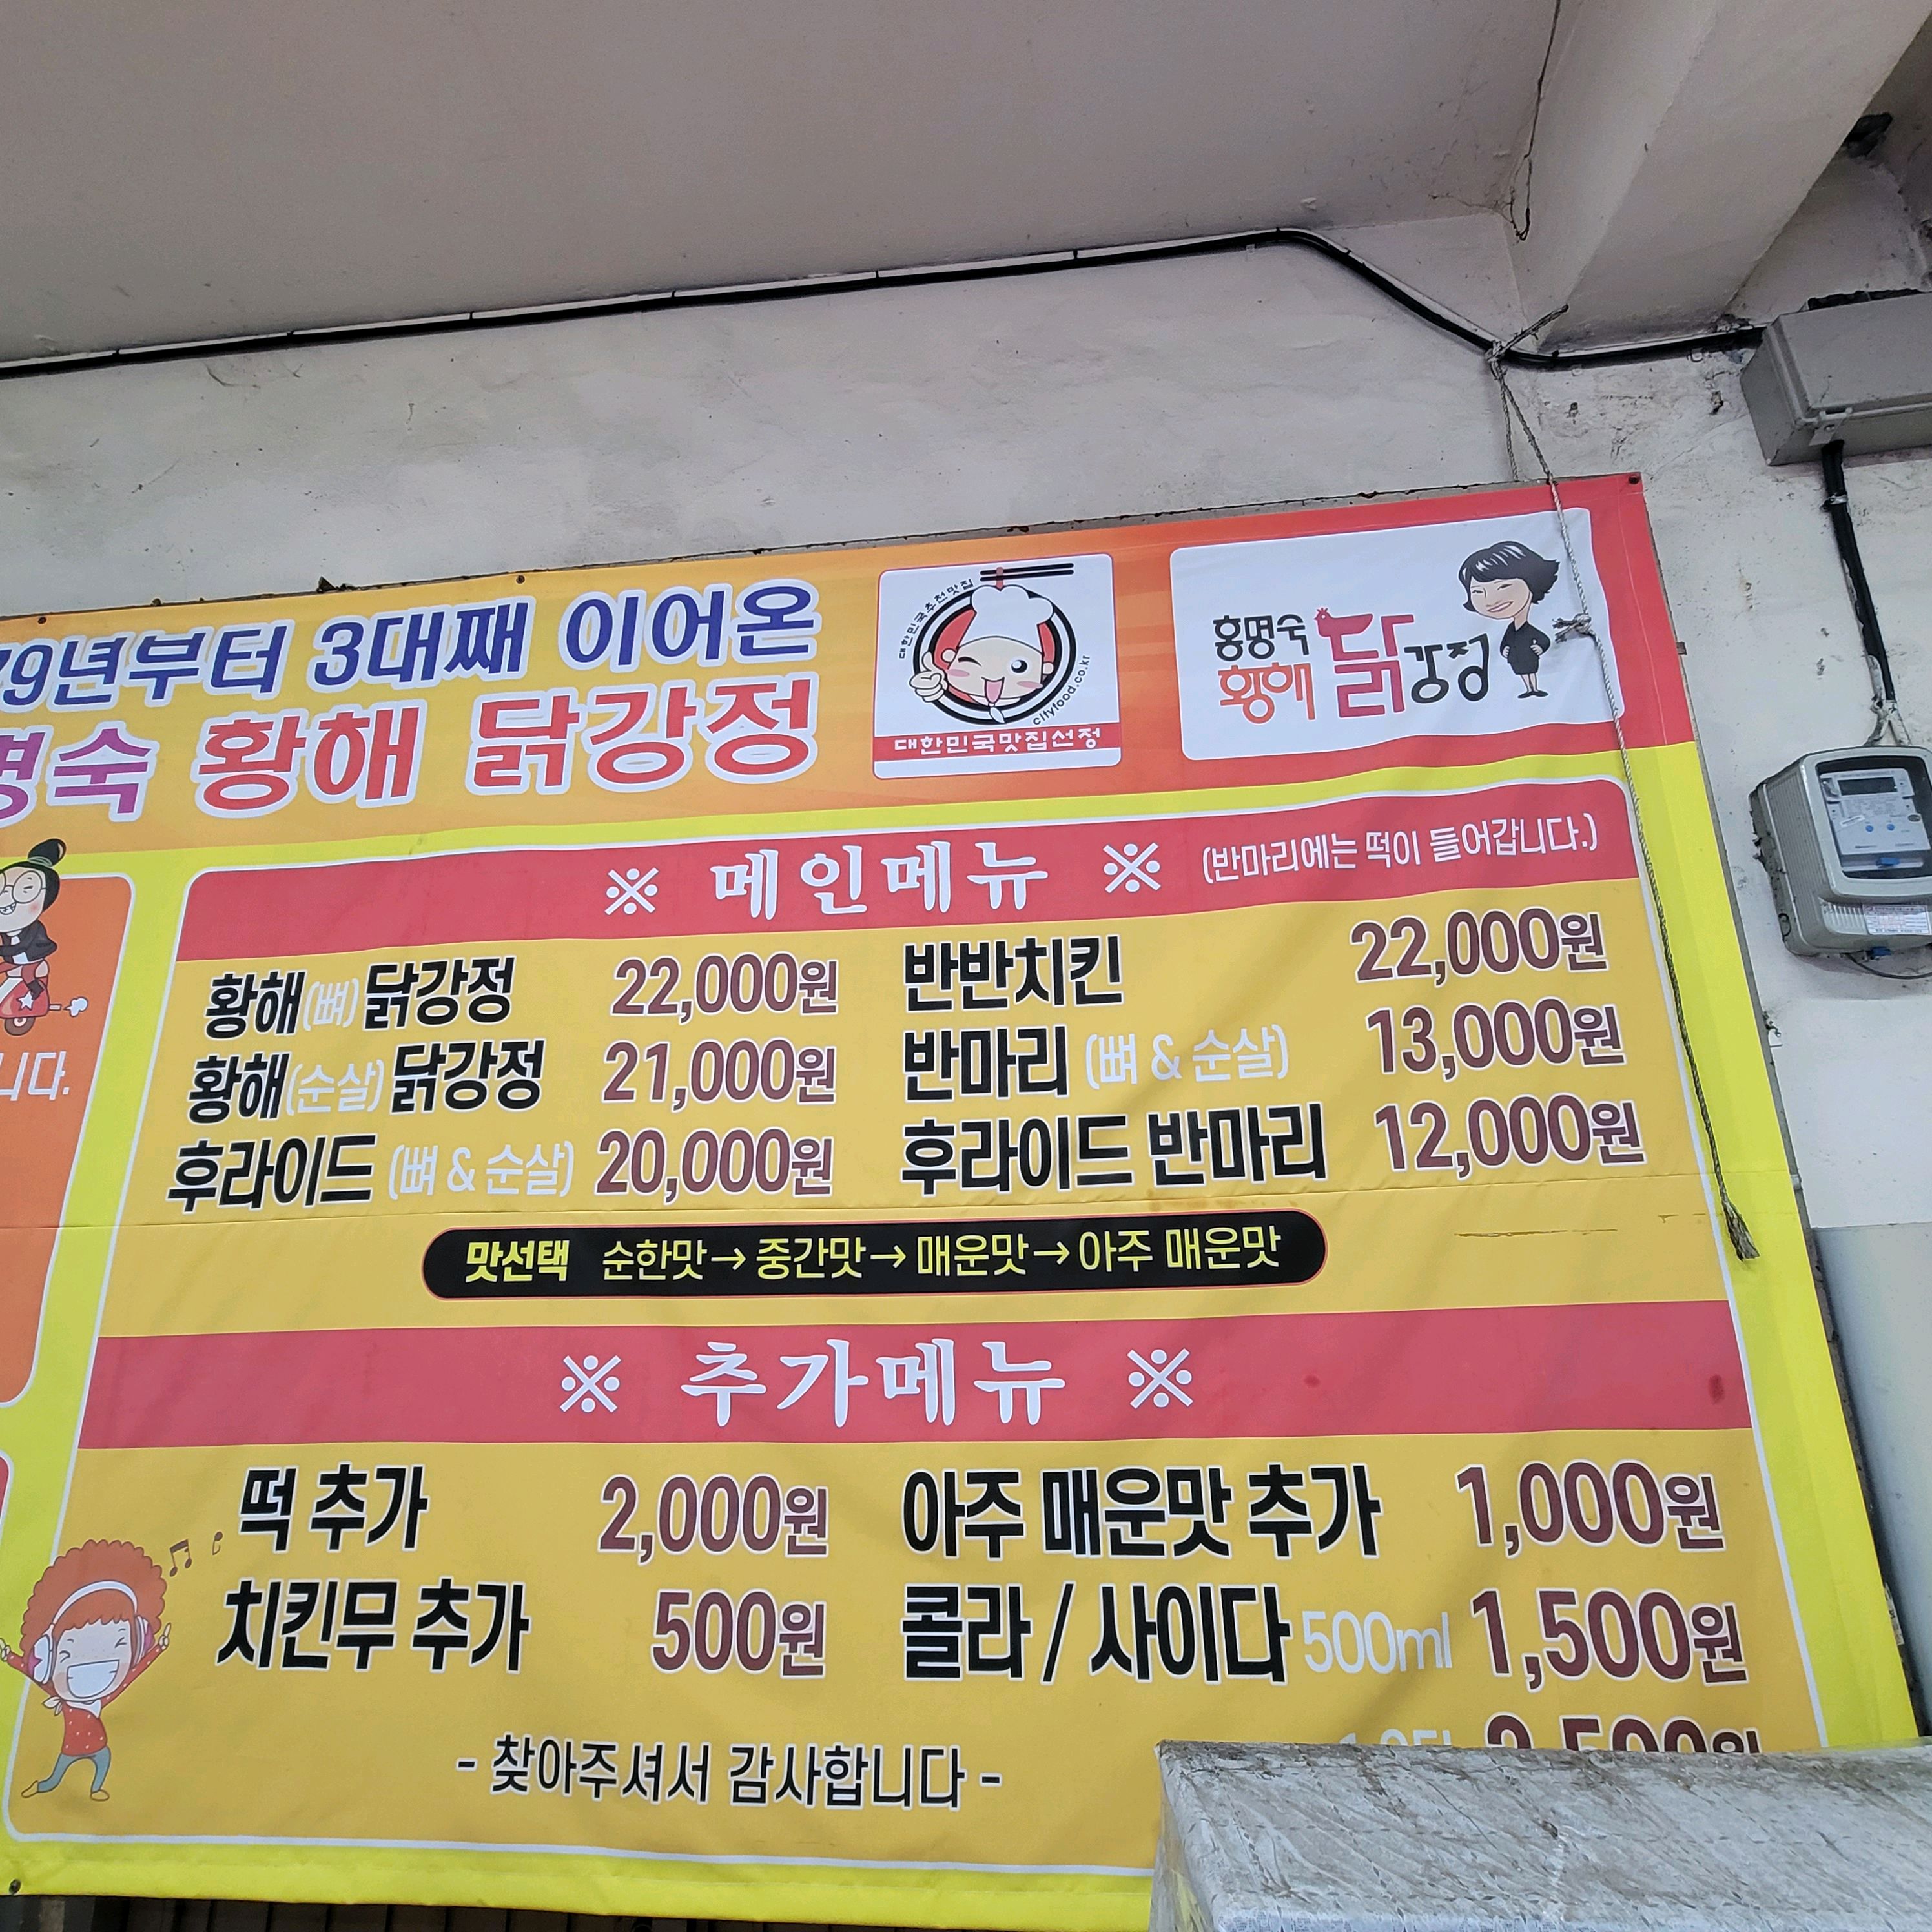 79년부터 3대째 이어온
명숙 황해 닭강정
대한민국추천맛집
cityfood.co.kr
대한민국맛집선정
홍명숙
황해 닭강정
니다.
※ 메인메뉴 ※ (반마리에는 떡이 들어갑니다.)
황해(뼈)닭강정 22,000원 반반치킨 22,000원
황해(순살)닭강정 21,000원 반마리 (뼈 & 순살) 13,000원
후라이드 (뼈 & 순살) 20,000원 후라이드 반마리 12,000원
맛선택 순한맛→중간맛→매운맛→아주 매운맛
※ 추가메뉴 ※
떡 추가 2,000원 아주 매운맛 추가 1,000원
치킨무 추가 500원 콜라 / 사이다 500ml 1,500원
2,500원
- 찾아주셔서 감사합니다 -